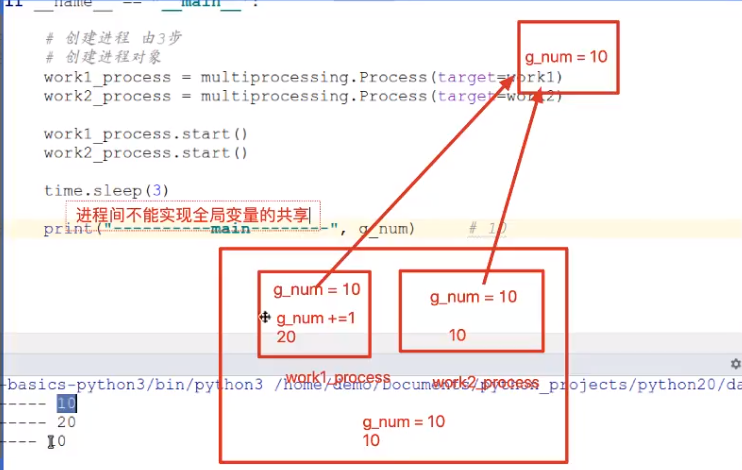 if __name__ == '__main__':
# 创建进程 由3步
# 创建进程对象
g_num = 10
work1_process = multiprocessing.Process(target=work1)
work2_process = multiprocessing.Process(target=work2)
work1_process.start()
work2_process.start()
time.sleep(3)
进程间不能实现全局变量的共享
print("----------main--------", g_num) # 10
g_num = 10
g_num +=1
20
g_num = 10
10
work1 process
work2 process
-basics-python3/bin/python3 /home/demo/Documents/python_projects/python20/da
----- 10
----- 20
---- 10
g_num = 10
10